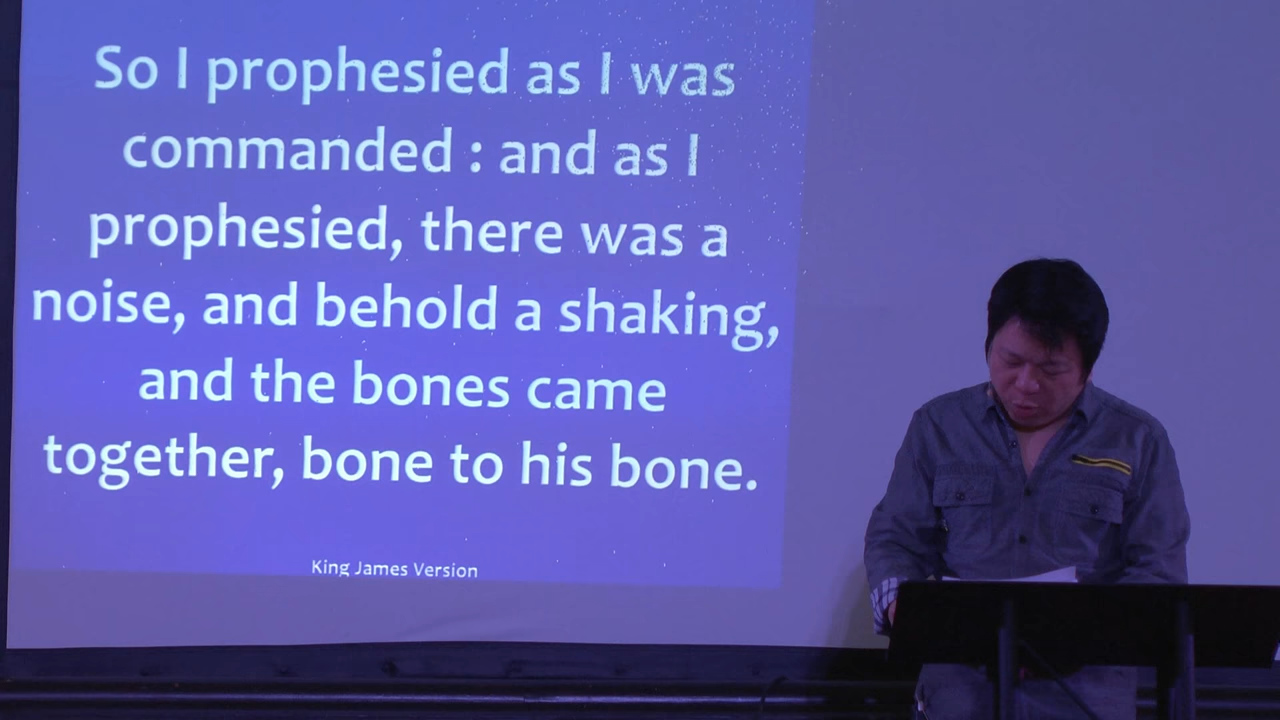 So I prophesied as I was
commanded : and as I
prophesied, there was a
noise, and behold a shaking,
and the bones came
together, bone to his bone.
King James Version